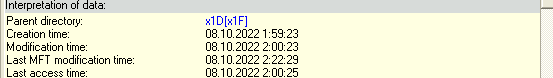 Interpretation of data:
Parent directory: x1D[x1F]
Creation time: 08.10.2022 1:59:23
Modification time: 08.10.2022 2:00:23
Last MFT modification time: 08.10.2022 2:22:29
Last access time: 08.10.2022 2:00:25